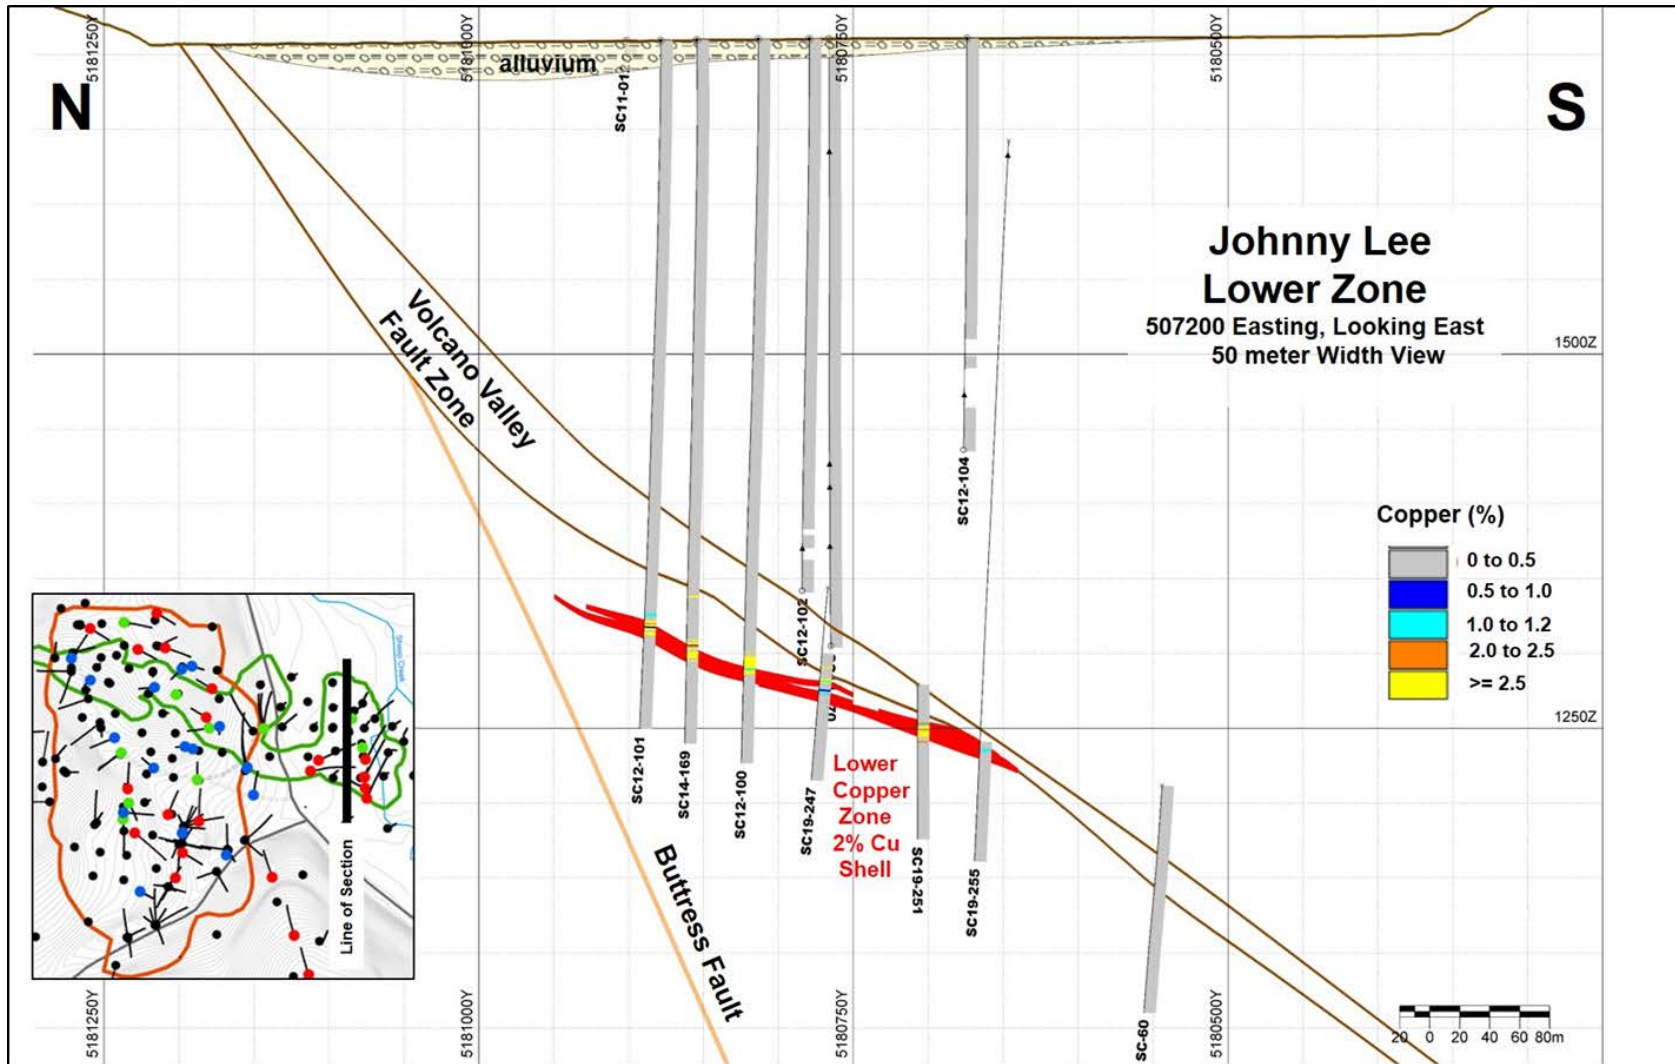 5181250Y
5181000Y
5180750Y
5180500Y
alluvium
N
S
SC11-012
Johnny Lee
Lower Zone
507200 Easting, Looking East
50 meter Width View
1500Z
Volcano Valley
Fault Zone
SC12-104
Copper (%)
0 to 0.5
0.5 to 1.0
1.0 to 1.2
2.0 to 2.5
>= 2.5
SC12-102
1250Z
SC12-101
SC14-169
SC12-100
SC19-247
Lower
Copper
Zone
2% Cu
Shell
SC19-251
SC19-255
Buttress Fault
Sheep Creek
Line of Section
SC-60
5181250Y
5181000Y
5180750Y
5180500Y
20 0 20 40 60 80m